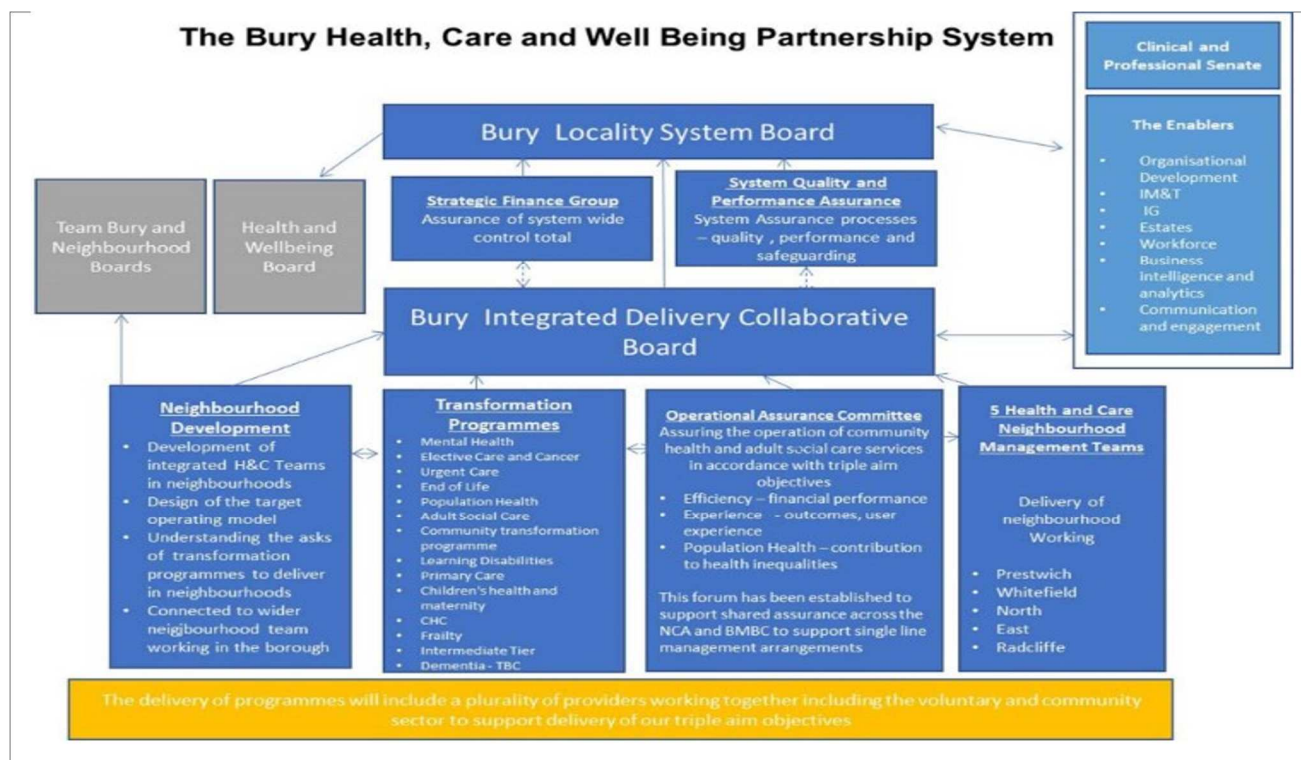 The Bury Health, Care and Well Being Partnership System
Clinical and
Professional Senate
The Enablers
• Organisational
Development
• IM&T
• IG
• Estates
• Workforce
• Business
intelligence and
analytics
• Communication
and engagement
Bury Locality System Board
Team Bury and
Neighbourhood
Boards
Health and
Wellbeing
Board
Strategic Finance Group
Assurance of system wide
control total
System Quality and
Performance Assurance
System Assurance processes
– quality , performance and
safeguarding
Bury Integrated Delivery Collaborative
Board
Neighbourhood
Development
• Development of
integrated H&C Teams
in neighbourhoods
• Design of the target
operating model
• Understanding the asks
of transformation
programmes to deliver
in neighbourhoods
• Connected to wider
neigjbourhood team
working in the borough
Transformation
Programmes
• Mental Health
• Elective Care and Cancer
• Urgent Care
• End of Life
• Population Health
• Adult Social Care
• Community transformation
programme
• Learning Disabilities
• Primary Care
• Children's health and
maternity
• CHC
• Frailty
• Intermediate Tier
• Dementia - TBC
Operational Assurance Committee
Assuring the operation of community
health and adult social care services
in accordance with triple aim
objectives
• Efficiency – financial performance
• Experience - outcomes, user
experience
• Population Health – contribution
to health inequalities
This forum has been established to
support shared assurance across the
NCA and BMBC to support single line
management arrangements
5 Health and Care
Neighbourhood
Management Teams
Delivery of
neighbourhood
Working
• Prestwich
• Whitefield
• North
• East
• Radcliffe
The delivery of programmes will include a plurality of providers working together including the voluntary and community
sector to support delivery of our triple aim objectives